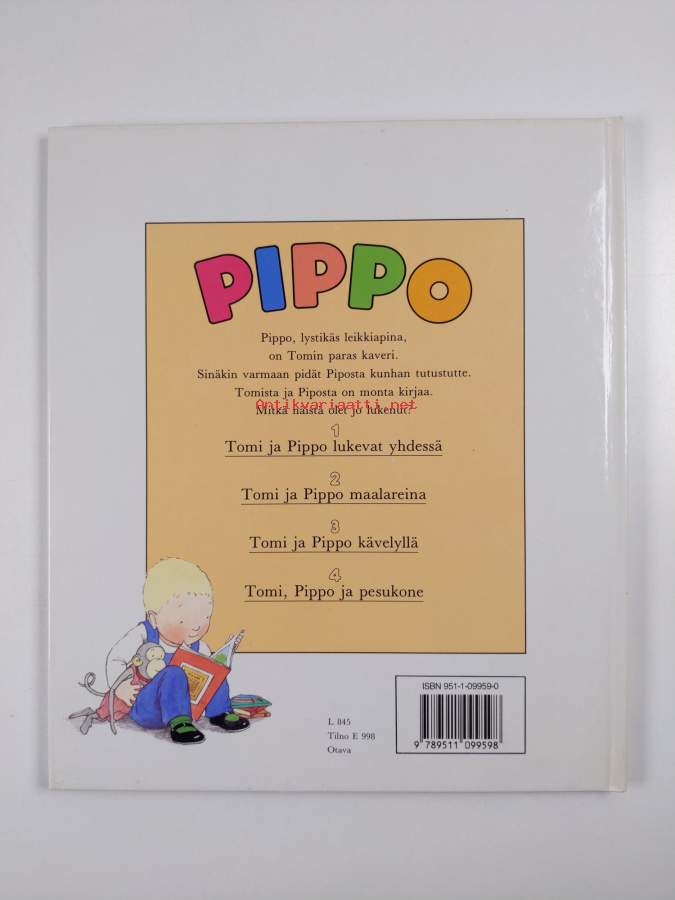 PIPPO
Pippo, lystikäs leikkiapina,
on Tomin paras kaveri.
Sinäkin varmaan pidät Piposta kunhan tutustutte.
Tomista ja Piposta on monta kirjaa.
Antikvariaatti.net
Mitkä näistä olet jo lukenut?
1
Tomi ja Pippo lukevat yhdessä
2
Tomi ja Pippo maalareina
3
Tomi ja Pippo kävelyllä
4
Tomi, Pippo ja pesukone
L 845
Tilno E 998
Otava
ISBN 951-1-09959-0
9 789511 099598